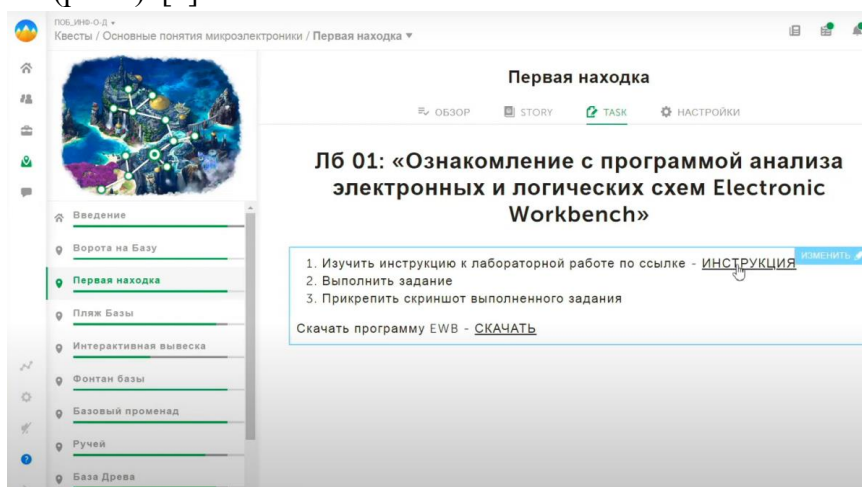 ПОБ_ИНФ-О-Д
Квесты / Основные понятия микроэлектроники / Первая находка
Первая находка
ОБЗОР STORY TASK НАСТРОЙКИ
Лб 01: «Ознакомление с программой анализа
электронных и логических схем Electronic
Workbench»
ИЗМЕНИТЬ
1. Изучить инструкцию к лабораторной работе по ссылке - ИНСТРУКЦИЯ
2. Выполнить задание
3. Прикрепить скриншот выполненного задания
Скачать программу EWB - СКАЧАТЬ
Введение
Ворота на Базу
Первая находка
Пляж Базы
Интерактивная вывеска
Фонтан базы
Базовый променад
Ручей
База Древа